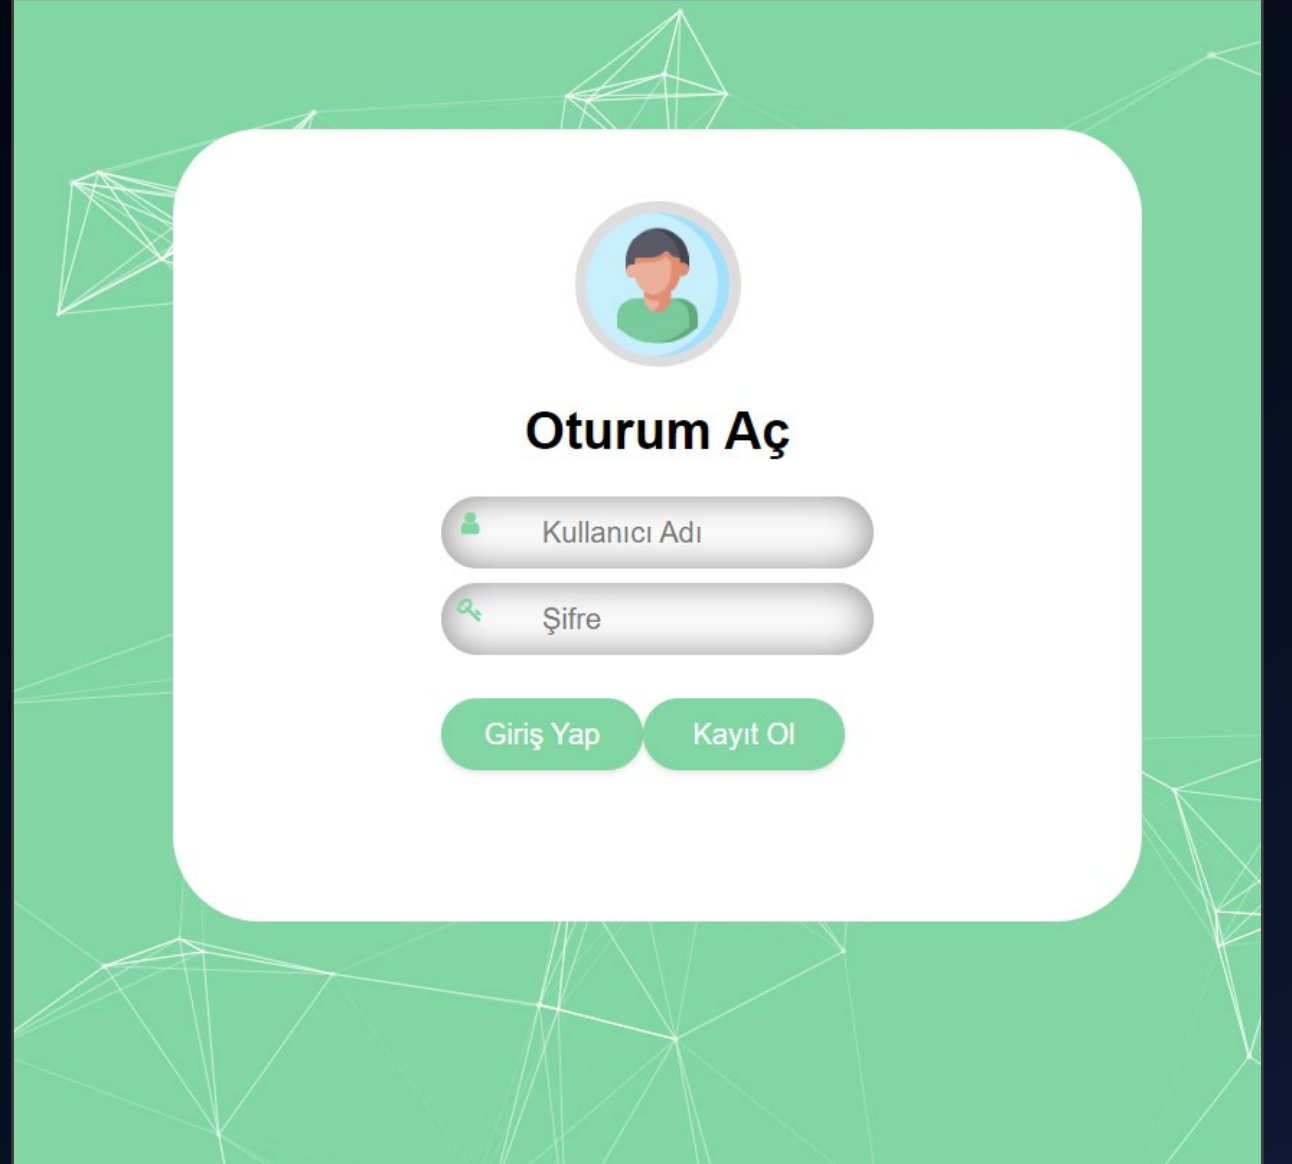 Oturum Aç
Kullanıcı Adı
Şifre
Giriş Yap Kayıt Ol